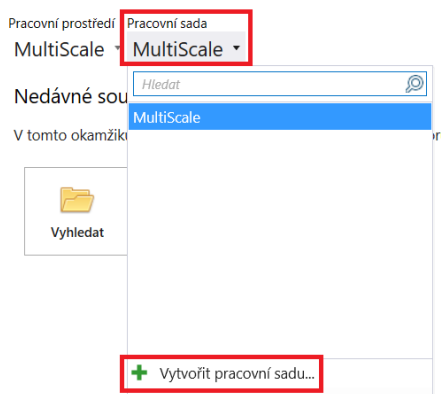 Pracovní prostředí Pracovní sada
MultiScale MultiScale
Hledat
Nedávné sou
MultiScale
V tomto okamžiku
Vyhledat
Vytvořit pracovní sadu...